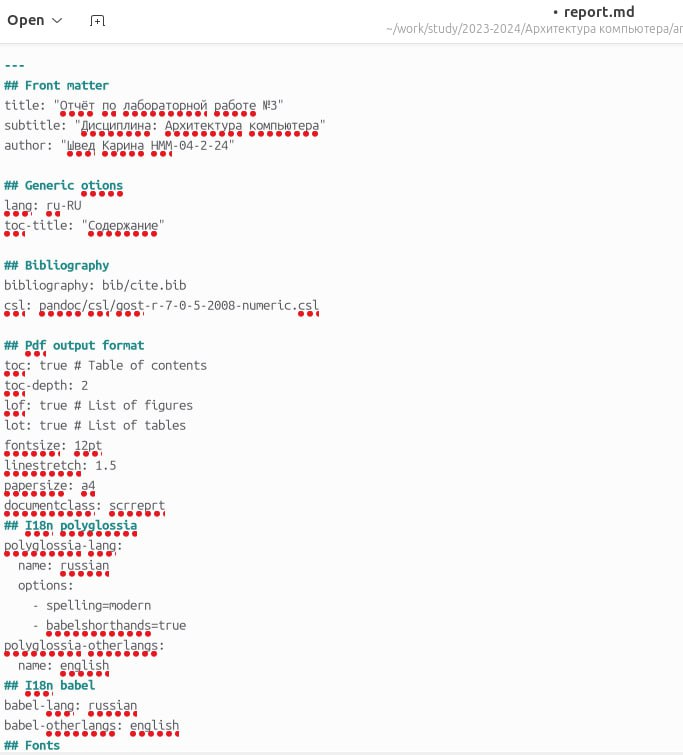 Open
• report.md
~/work/study/2023-2024/Архитектура компьютера/ar
---
## Front matter
title: "Отчёт по лабораторной работе №3"
subtitle: "Дисциплина: Архитектура компьютера"
author: "Швед Карина НММ-04-2-24"
## Generic otions
lang: ru-RU
toc-title: "Содержание"
## Bibliography
bibliography: bib/cite.bib
csl: pandoc/csl/gost-r-7-0-5-2008-numeric.csl
## Pdf output format
toc: true # Table of contents
toc-depth: 2
lof: true # List of figures
lot: true # List of tables
fontsize: 12pt
linestretch: 1.5
papersize: a4
documentclass: scrreprt
## I18n polyglossia
polyglossia-lang:
  name: russian
  options:
    - spelling=modern
    - babelshorthands=true
polyglossia-otherlangs:
  name: english
## I18n babel
babel-lang: russian
babel-otherlangs: english
## Fonts